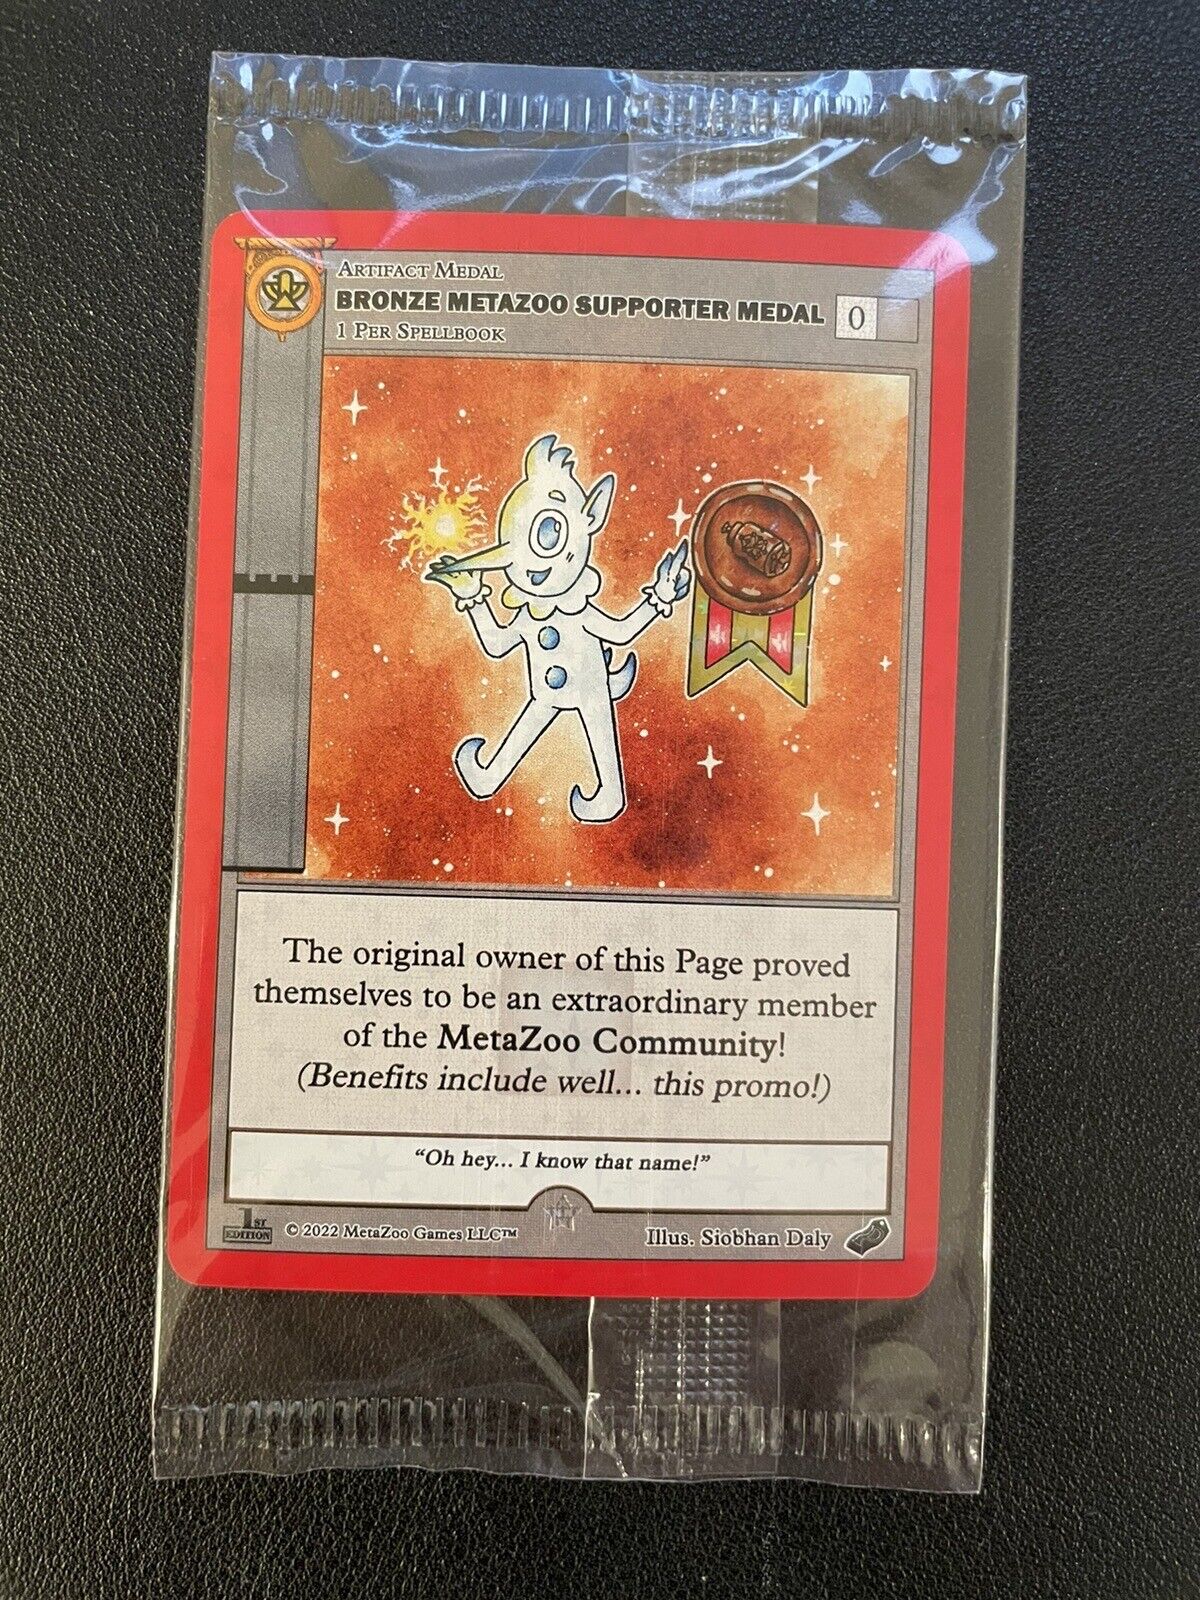 ARTIFACT MEDAL
BRONZE METAZOO SUPPORTER MEDAL 0
1 PER SPELLBOOK
The original owner of this Page proved
themselves to be an extraordinary member
of the MetaZoo Community!
(Benefits include well... this promo!)
"Oh hey... I know that name!"
1ST
EDITION
© 2022 MetaZoo Games LLC™
Illus. Siobhan Daly